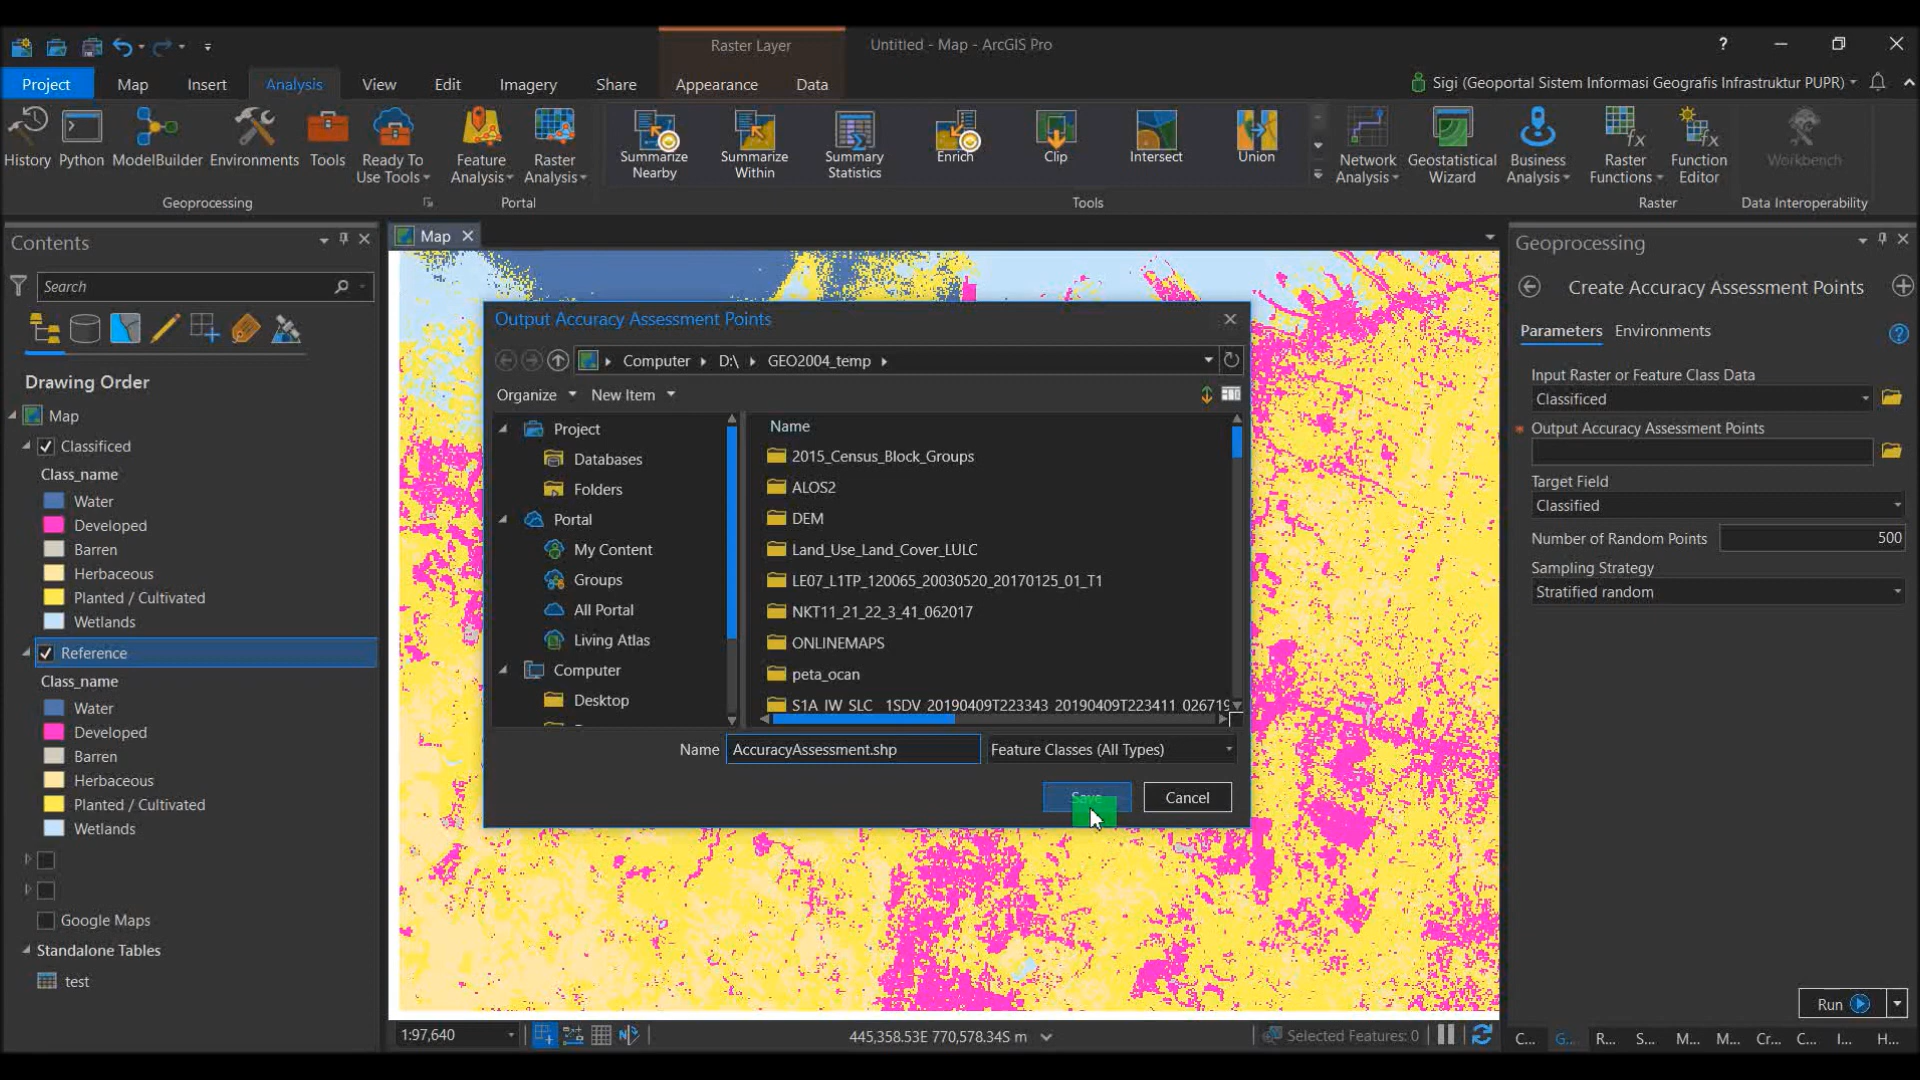 Raster Layer
Untitled - Map - ArcGIS Pro
?
Project
Map
Insert
Analysis
View
Edit
Imagery
Share
Appearance
Data
Sigi (Geoportal Sistem Informasi Geografis Infrastruktur PUPR)
History
Python
ModelBuilder
Environments
Tools
Ready To
Use Tools
Feature
Analysis
Raster
Analysis
Summarize
Nearby
Summarize
Within
Summary
Statistics
Enrich
Clip
Intersect
Union
Network
Analysis
Geostatistical
Wizard
Business
Analysis
Raster
Functions
Function
Editor
Workbench
Geoprocessing
Portal
Tools
Raster
Data Interoperability
Contents
Search
Drawing Order
Map
Classificed
Class_name
Water
Developed
Barren
Herbaceous
Planted / Cultivated
Wetlands
Reference
Class_name
Water
Developed
Barren
Herbaceous
Planted / Cultivated
Wetlands
Google Maps
Standalone Tables
test
Map
Output Accuracy Assessment Points
Computer
D:\
GEO2004_temp
Organize
New Item
Project
Databases
Folders
Portal
My Content
Groups
All Portal
Living Atlas
Computer
Desktop
Name
2015_Census_Block_Groups
ALOS2
DEM
Land_Use_Land_Cover_LULC
LE07_L1TP_120065_20030520_20170125_01_T1
NKT11_21_22_3_41_062017
ONLINEMAPS
peta_ocan
S1A_IW_SLC__1SDV_20190409T223343_20190409T223411_026719
Name
AccuracyAssessment.shp
Feature Classes (All Types)
Save
Cancel
1:97,640
445,358.53E 770,578.34S m
Selected Features: 0
Geoprocessing
Create Accuracy Assessment Points
Parameters
Environments
?
Input Raster or Feature Class Data
Classificed
Output Accuracy Assessment Points
Target Field
Classified
Number of Random Points
500
Sampling Strategy
Stratified random
Run
C...
G...
R...
S...
M...
M...
Cr...
C...
I...
H...